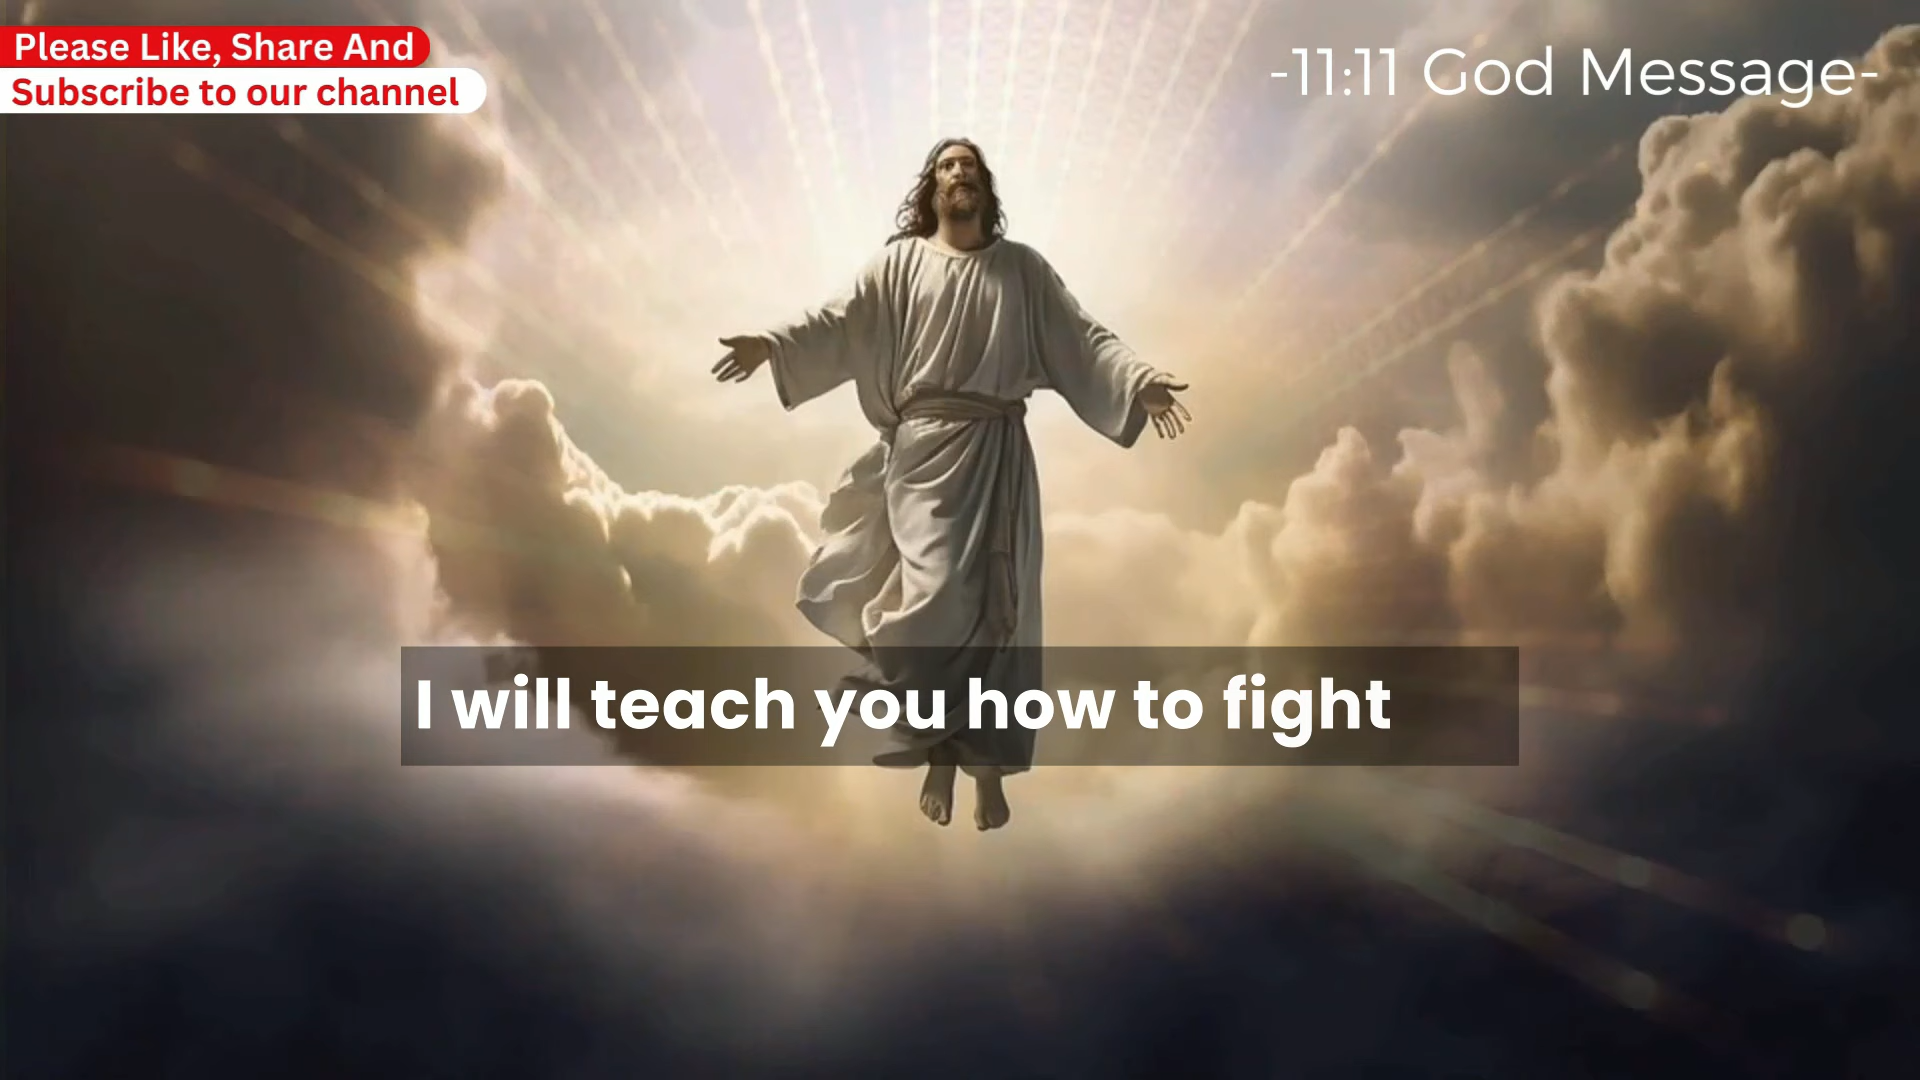 Please Like, Share And
Subscribe to our channel
-11:11 God Message-
I will teach you how to fight